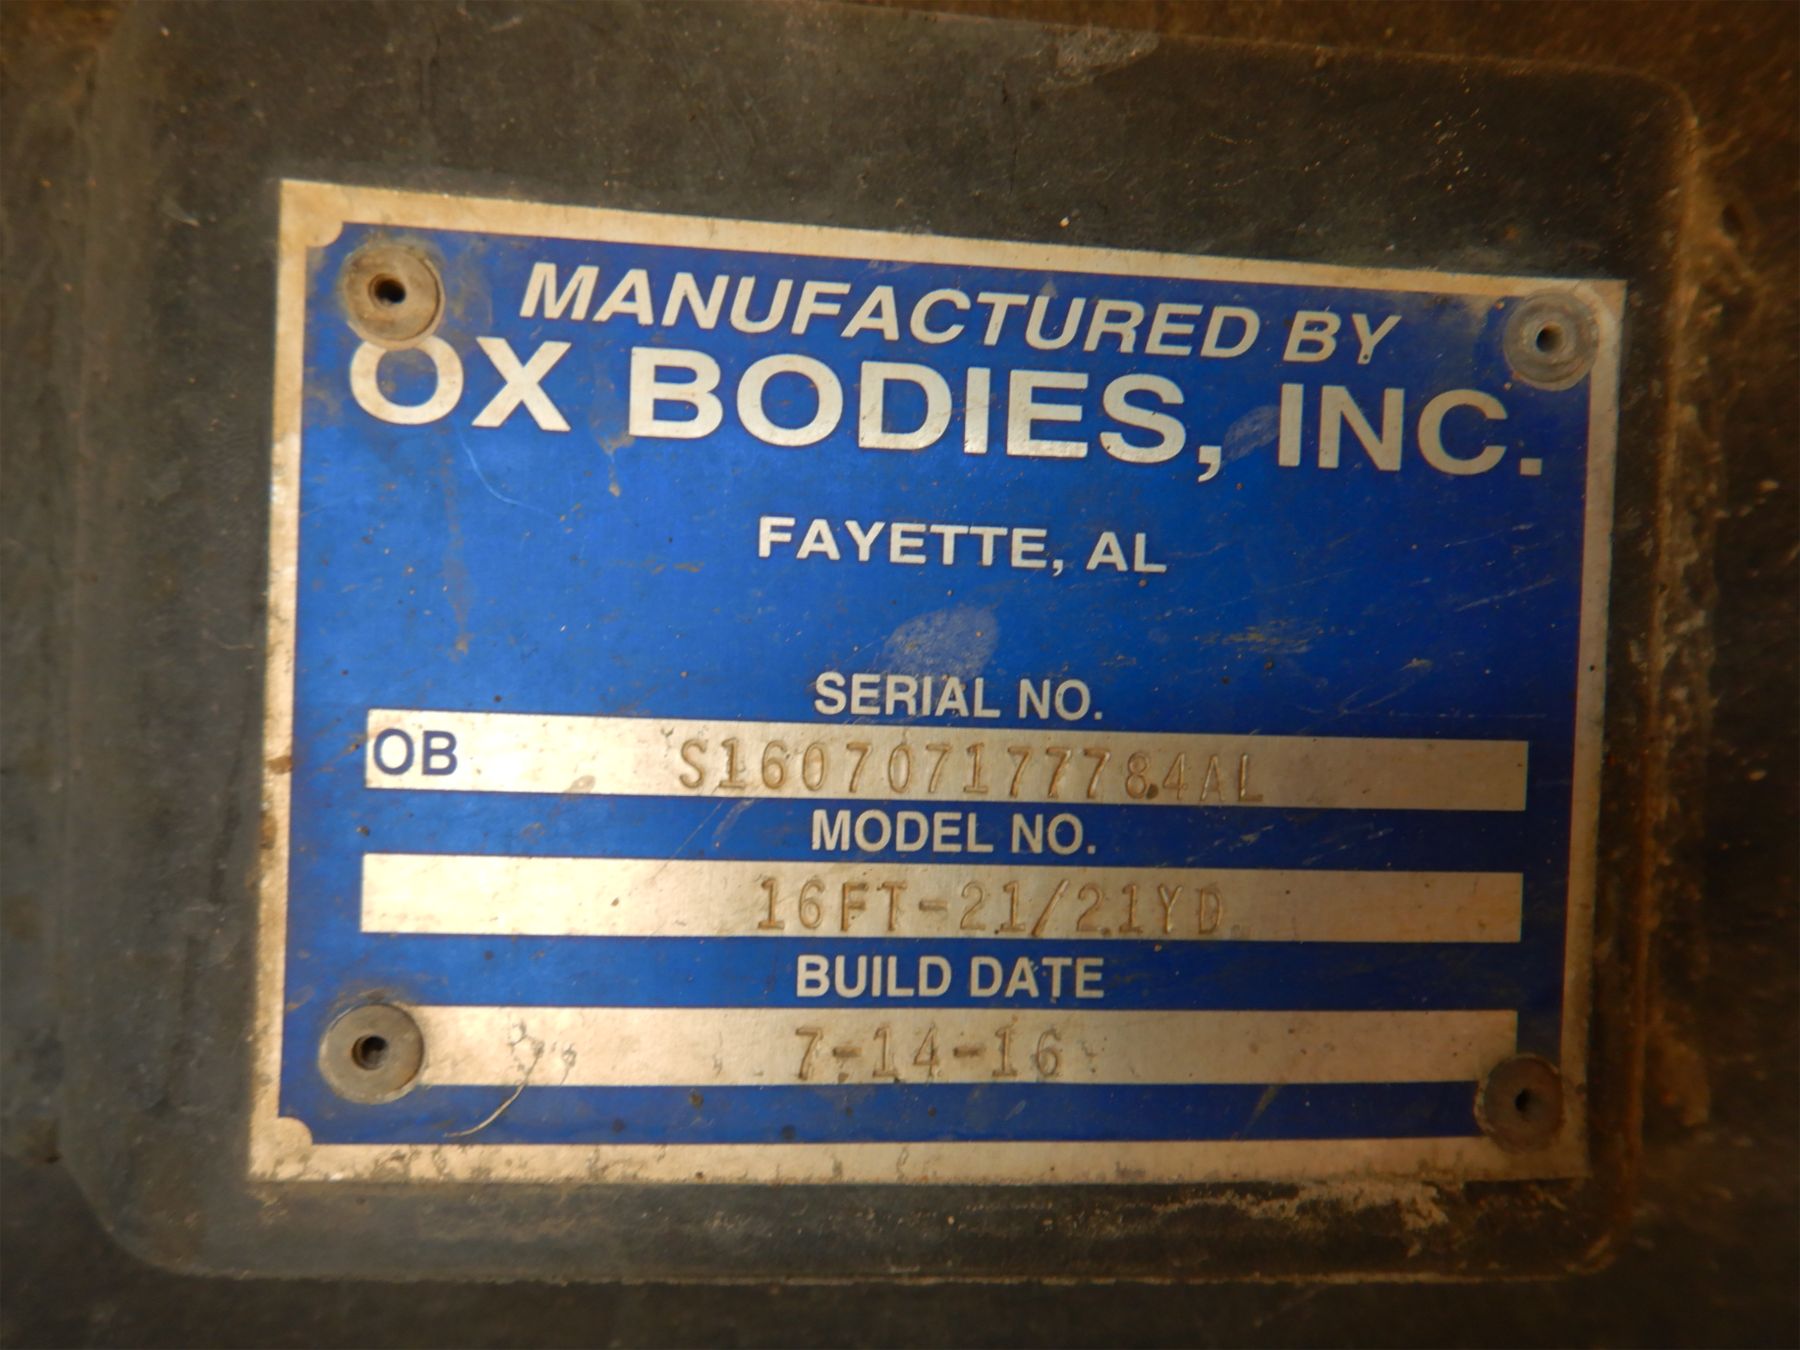 MANUFACTURED BY
OX BODIES, INC.
FAYETTE, AL
SERIAL NO.
OB S160707177784AL
MODEL NO.
16FT-21/21YD
BUILD DATE
7-14-16